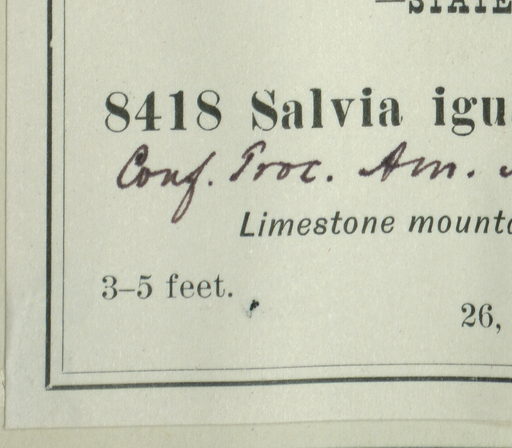 —STATE
8418 Salvia igu
Conf. Proc. Am.
Limestone mount
3–5 feet.
26,